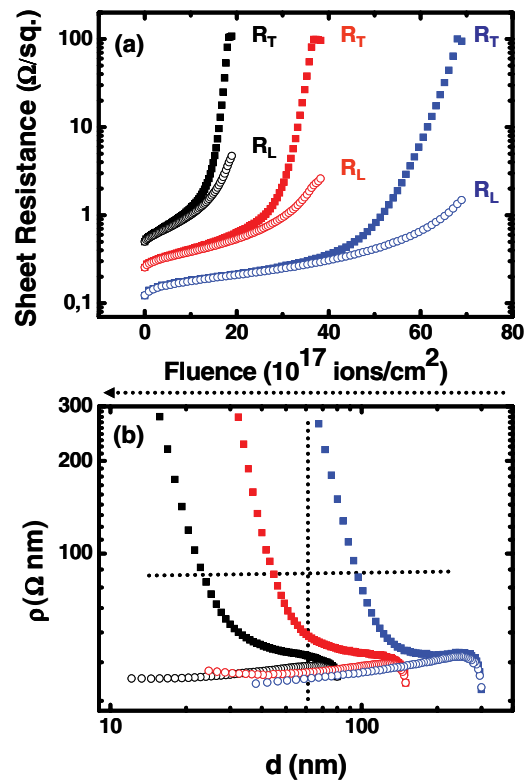 (a)
R_T
R_T
R_T
R_L
R_L
R_L
Sheet Resistance (Ω/sq.)
100
10
1
0,1
0 20 40 60 80
Fluence (10^17 ions/cm^2)
(b)
ρ(Ω nm)
300
200
100
10 100
d (nm)